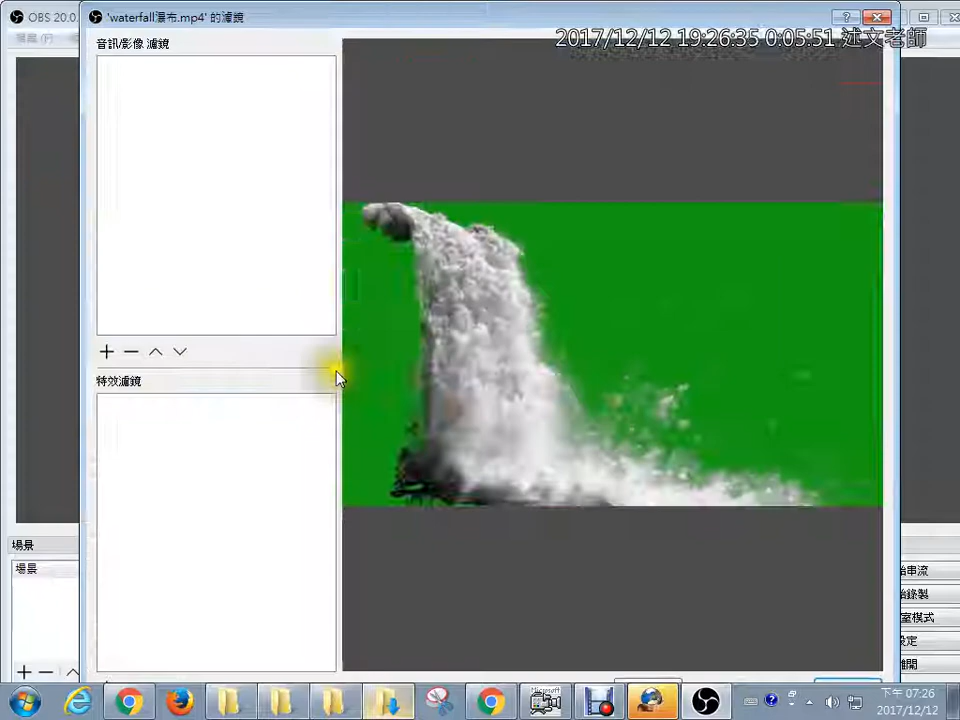 OBS 20.0.
'waterfall瀑布.mp4' 的濾鏡
2017/12/12 19:26:35 0:05:51 述文老師
音訊/影像 濾鏡
特效濾鏡
場景
場景
始串流
始錄製
室模式
設定
離開
Microsoft
下午 07:26
2017/12/12